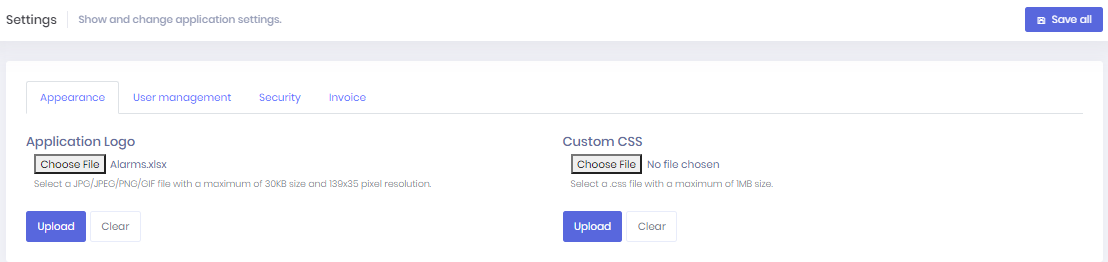 Settings Show and change application settings. Save all
Appearance User management Security Invoice
Application Logo Custom CSS
Choose File Alarms.xlsx Choose File No file chosen
Select a JPG/JPEG/PNG/GIF file with a maximum of 30KB size and 139x35 pixel resolution. Select a .css file with a maximum of 1MB size.
Upload Clear Upload Clear